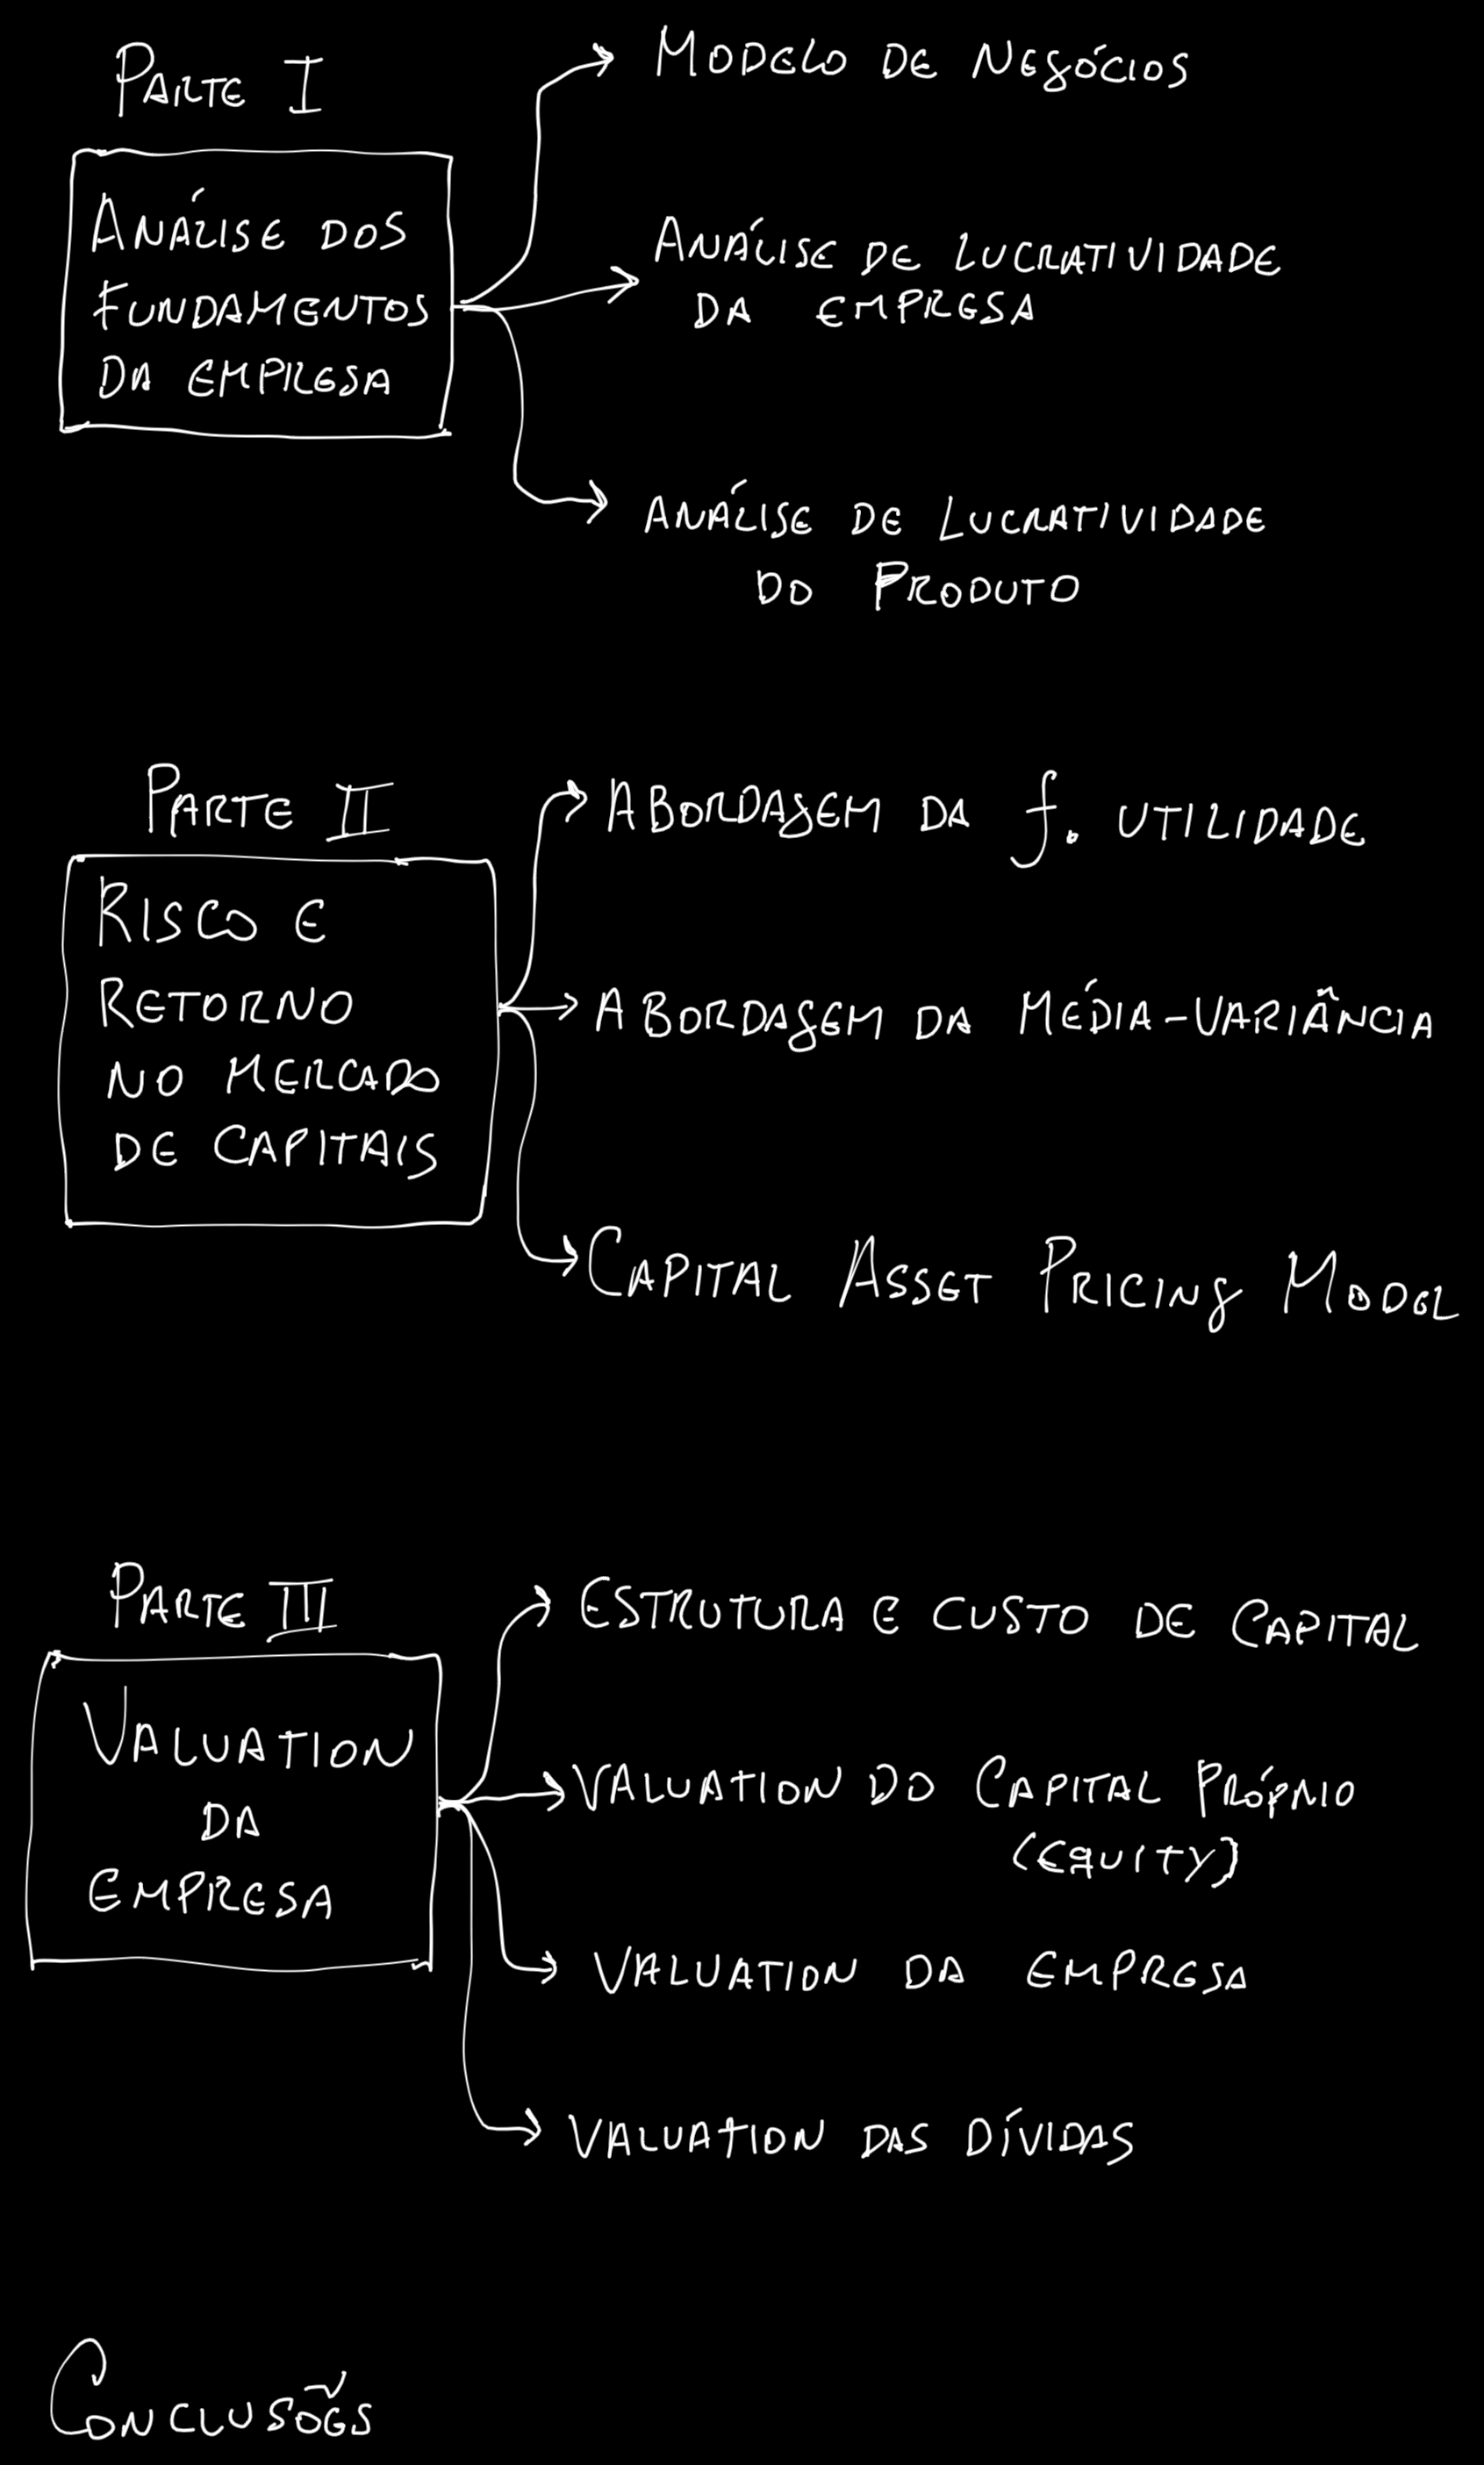 Parte I
Análise dos
Fundamentos
da empresa
Modelo de Negócios
Análise de Lucratividade
da empresa
Análise de Lucratividade
do Produto
Parte II
Risco e
Retorno
no Mercado
de Capitais
Abordagem da f. utilidade
Abordagem da Média-Variância
Capital Asset Pricing Model
Parte III
Valuation
da
Empresa
Estrutura e custo de Capital
Valuation do Capital Próprio
(equity)
Valuation da empresa
Valuation das Dívidas
Conclusões